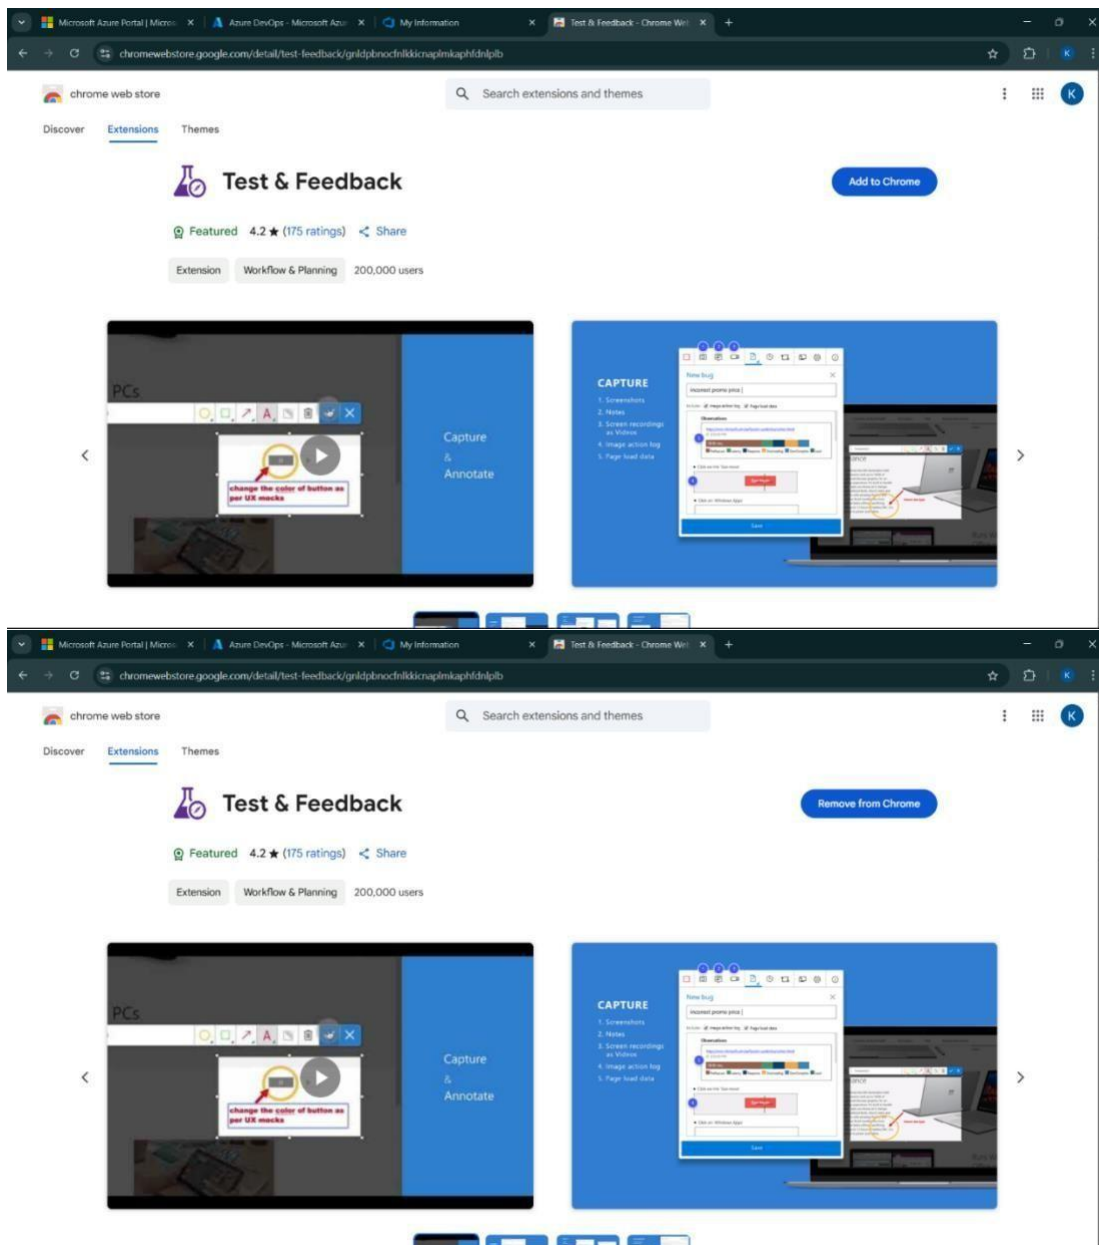 Microsoft Azure Portal | Micros
Azure DevOps - Microsoft Azur
My Information
Test & Feedback - Chrome Web
chromewebstore.google.com/detail/test-feedback/gnldpbnocfnlkkicnaplmkaphfdnlplb
K
chrome web store
Search extensions and themes
K
Discover
Extensions
Themes
Test & Feedback
Add to Chrome
Featured
4.2 ★ (175 ratings)
Share
Extension
Workflow & Planning
200,000 users
PCs
A
change the color of button as
per UX mocks
Capture
&
Annotate
CAPTURE
1. Screenshots
2. Notes
3. Screen recordings
as Videos
4. Image action log
5. Page load data
New bug
Incorrect promo price
Save
Microsoft Azure Portal | Micros
Azure DevOps - Microsoft Azur
My Information
Test & Feedback - Chrome Web
chromewebstore.google.com/detail/test-feedback/gnldpbnocfnlkkicnaplmkaphfdnlplb
K
chrome web store
Search extensions and themes
K
Discover
Extensions
Themes
Test & Feedback
Remove from Chrome
Featured
4.2 ★ (175 ratings)
Share
Extension
Workflow & Planning
200,000 users
PCs
A
change the color of button as
per UX mocks
Capture
&
Annotate
CAPTURE
1. Screenshots
2. Notes
3. Screen recordings
as Videos
4. Image action log
5. Page load data
New bug
Incorrect promo price
Save